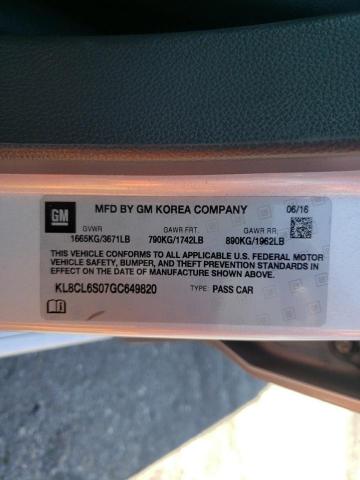 GM MFD BY GM KOREA COMPANY 06/16
GVWR GAWR FRT. GAWR RR.
1665KG/3671LB 790KG/1742LB 890KG/1962LB
THIS VEHICLE CONFORMS TO ALL APPLICABLE U.S. FEDERAL MOTOR
VEHICLE SAFETY, BUMPER, AND THEFT PREVENTION STANDARDS IN
EFFECT ON THE DATE OF MANUFACTURE SHOWN ABOVE.
KL8CL6S07GC649820 TYPE: PASS CAR